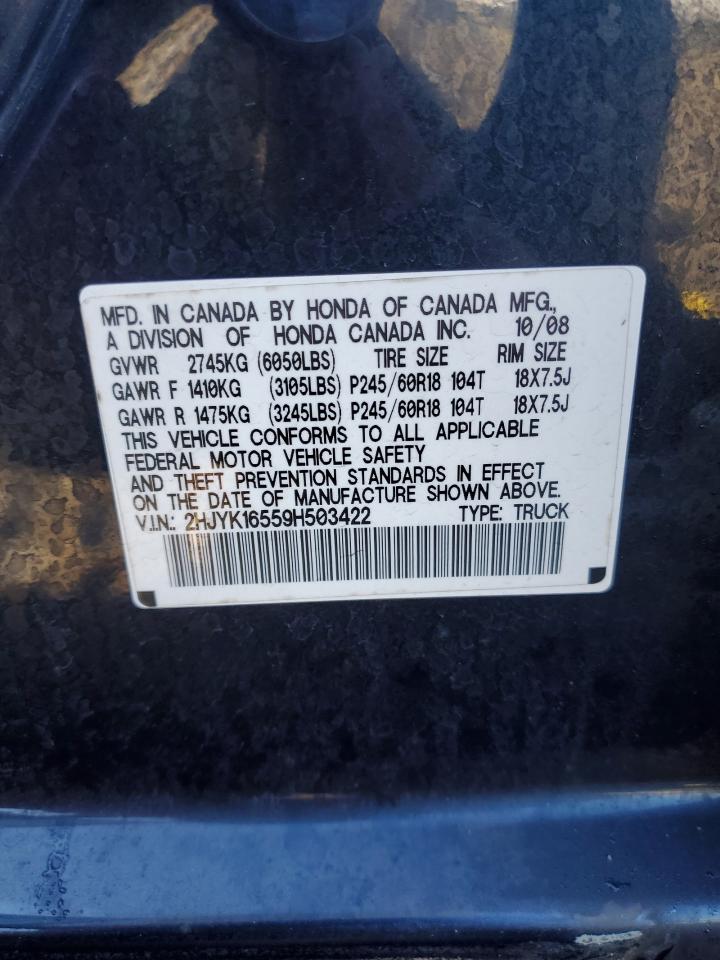 MFD. IN CANADA BY HONDA OF CANADA MFG.,
A DIVISION OF HONDA CANADA INC. 10/08
GVWR 2745KG (6050LBS) TIRE SIZE RIM SIZE
GAWR F 1410KG (3105LBS) P245/60R18 104T 18X7.5J
GAWR R 1475KG (3245LBS) P245/60R18 104T 18X7.5J
THIS VEHICLE CONFORMS TO ALL APPLICABLE
FEDERAL MOTOR VEHICLE SAFETY
AND THEFT PREVENTION STANDARDS IN EFFECT
ON THE DATE OF MANUFACTURE SHOWN ABOVE.
V.I.N.: 2HJYK16559H503422 TYPE: TRUCK